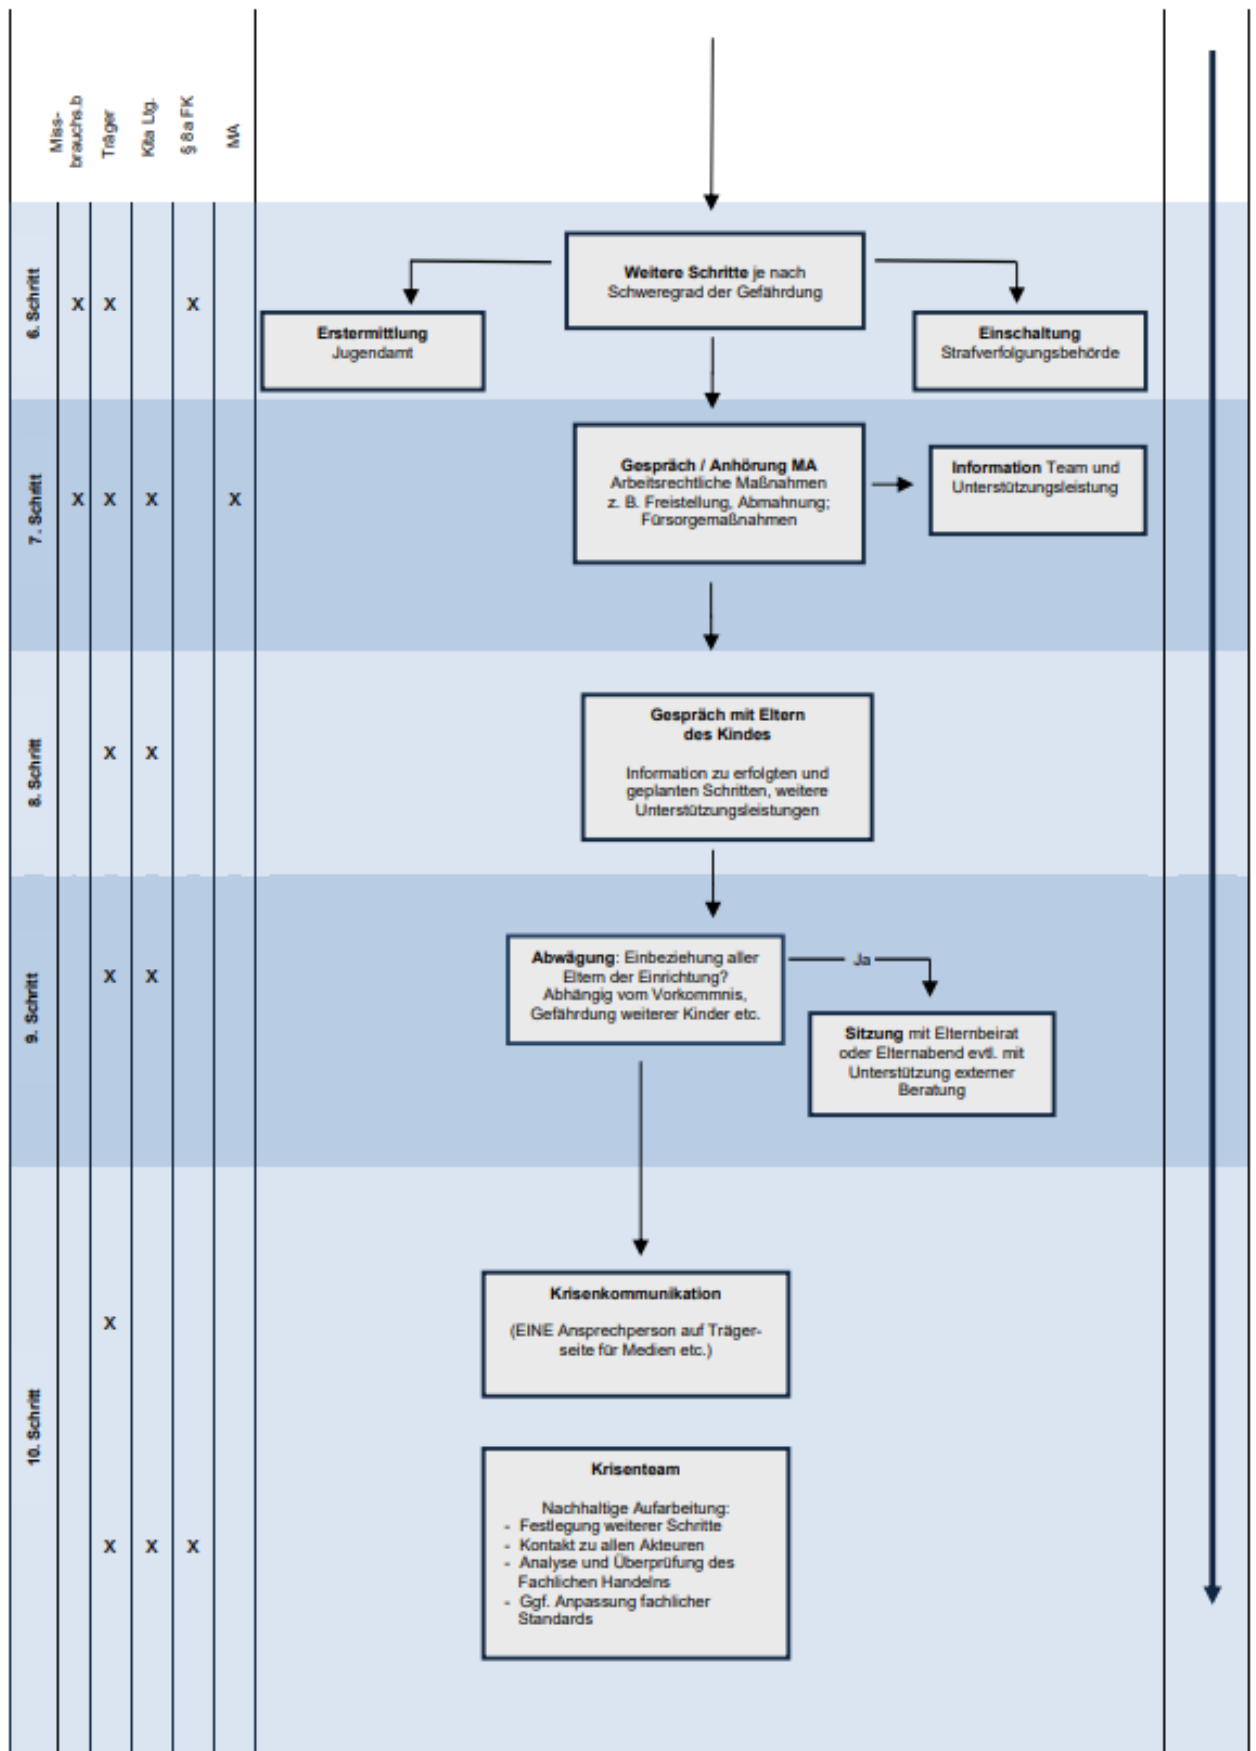 Miss-
brauchs.b
Träger
Kita Ltg.
§ 8a FK
MA
6. Schritt
X X X
Weitere Schritte je nach
Schweregrad der Gefährdung
Erstermittlung
Jugendamt
Einschaltung
Strafverfolgungsbehörde
7. Schritt
X X X X
Gespräch / Anhörung MA
Arbeitsrechtliche Maßnahmen
z. B. Freistellung, Abmahnung;
Fürsorgemaßnahmen
Information Team und
Unterstützungsleistung
8. Schritt
X X
Gespräch mit Eltern
des Kindes
Information zu erfolgten und
geplanten Schritten, weitere
Unterstützungsleistungen
9. Schritt
X X
Abwägung: Einbeziehung aller
Eltern der Einrichtung?
Abhängig vom Vorkommnis,
Gefährdung weiterer Kinder etc.
Ja
Sitzung mit Elternbeirat
oder Elternabend evtl. mit
Unterstützung externer
Beratung
10. Schritt
X
Krisenkommunikation
(EINE Ansprechperson auf Träger-
seite für Medien etc.)
X X X
Krisenteam
Nachhaltige Aufarbeitung:
- Festlegung weiterer Schritte
- Kontakt zu allen Akteuren
- Analyse und Überprüfung des
Fachlichen Handelns
- Ggf. Anpassung fachlicher
Standards